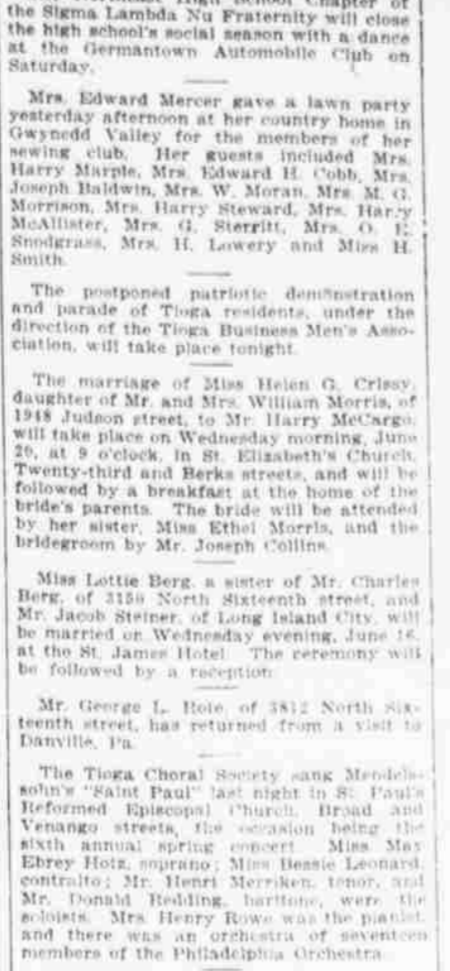 the Sigma Lambda Nu Fraternity will close
the high school's social season with a dance
at the Germantown Automobile Club on
Saturday.
Mrs. Edward Mercer gave a lawn party
yesterday afternoon at her country home in
Gwynedd Valley for the members of her
sewing club. Her guests included Mrs.
Harry Marple, Mrs. Edward H. Cobb, Mrs.
Joseph Baldwin, Mrs. W. Moran, Mrs. M. G.
Morrison, Mrs. Harry Steward, Mrs. Harry
McAllister, Mrs. G. Sterritt, Mrs. O. E.
Snodgrass, Mrs. H. Lowery and Miss H.
Smith.
The postponed patriotic demonstration
and parade of Tioga residents, under the
direction of the Tioga Business Men's Asso-
ciation, will take place tonight.
The marriage of Miss Helen G. Crissy,
daughter of Mr. and Mrs. William Morris, of
1948 Judson street, to Mr. Harry McCargo,
will take place on Wednesday morning, June
20, at 9 o'clock, in St. Elizabeth's Church,
Twenty-third and Berks streets, and will be
followed by a breakfast at the home of the
bride's parents. The bride will be attended
by her sister, Miss Ethel Morris, and the
bridegroom by Mr. Joseph Collins.
Miss Lottie Berg, a sister of Mr. Charles
Berg, of 3159 North Sixteenth street, and
Mr. Jacob Steiner, of Long Island City, will
be married on Wednesday evening, June 16,
at the St. James Hotel. The ceremony will
be followed by a reception.
Mr. George L. of 3812 North Six-
teenth street, has returned from a visit to
Danville, Pa.
The Tioga Choral Society sang Mendels-
sohn's "Saint Paul" last night in St. Paul's
Reformed Episcopal Church, Broad and
Venango streets, the occasion being the
sixth annual spring concert. Miss May
Ebrey Hotz, soprano; Miss Bessie Leonard,
contralto; Mr. Henri Merriken, tenor, and
Mr. Donald Redding, baritone, were the
soloists. Mrs. Henry Rowe was the pianist,
and there was an orchestra of seventeen
members of the Philadelphia Orchestra.